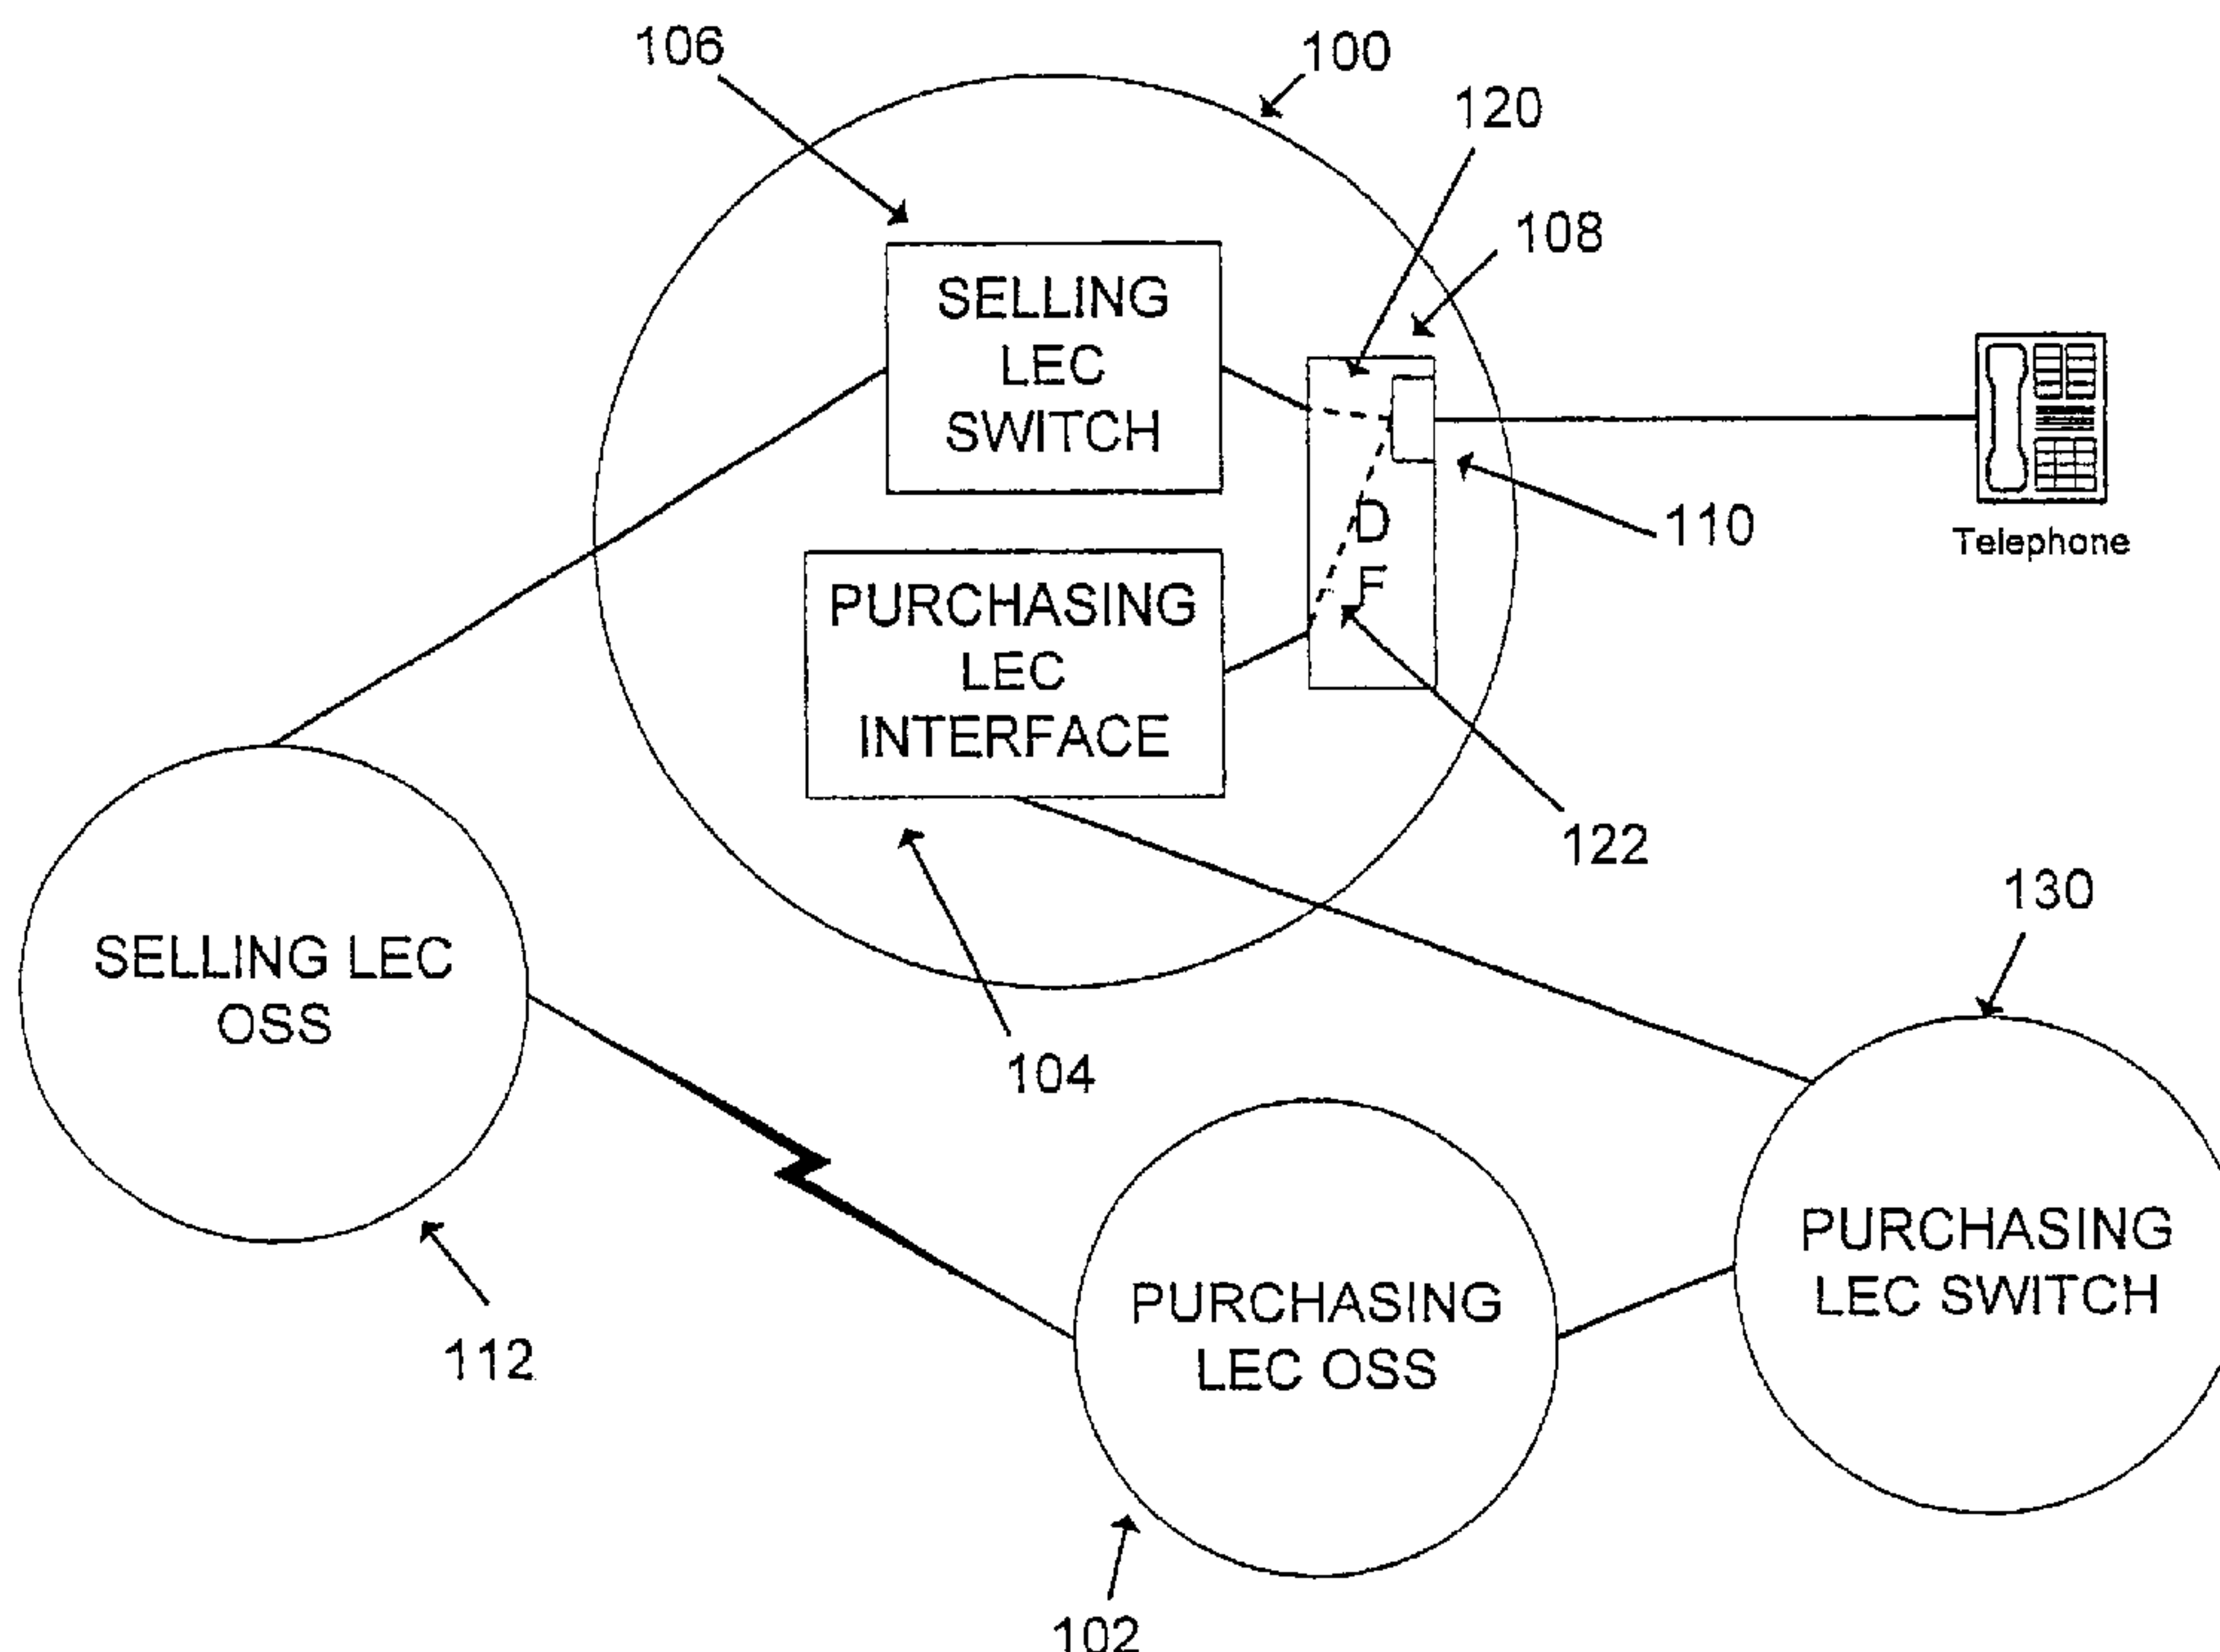 106
100
120
108
SELLING
LEC
SWITCH
110
Telephone
D
F
PURCHASING
LEC
INTERFACE
122
130
SELLING LEC
OSS
104
PURCHASING
LEC SWITCH
PURCHASING
LEC OSS
112
102